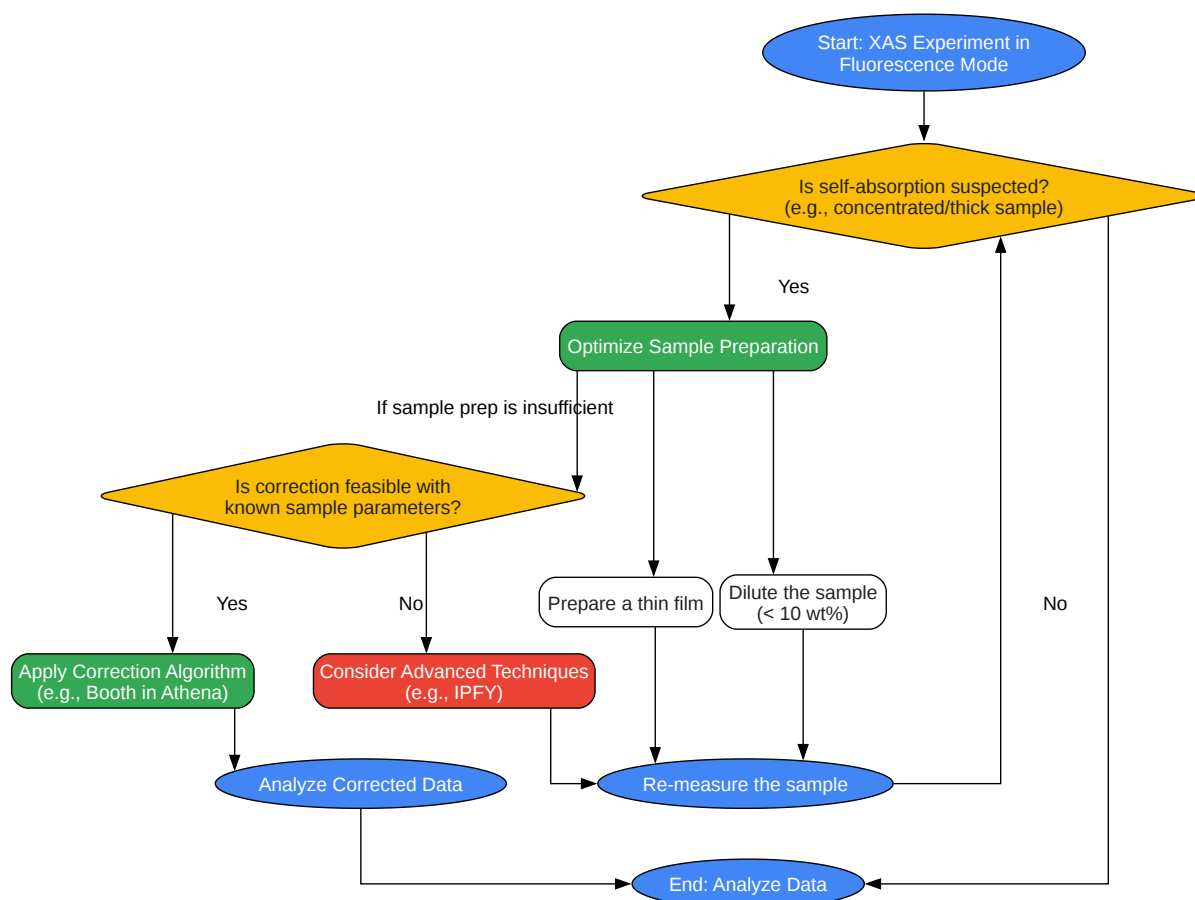 Start: XAS Experiment in
Fluorescence Mode
Is self-absorption suspected?
(e.g., concentrated/thick sample)
Yes
Optimize Sample Preparation
If sample prep is insufficient
Is correction feasible with
known sample parameters?
Prepare a thin film
Dilute the sample
(< 10 wt%)
Yes
No
No
Apply Correction Algorithm
(e.g., Booth in Athena)
Consider Advanced Techniques
(e.g., IPFY)
Analyze Corrected Data
Re-measure the sample
End: Analyze Data